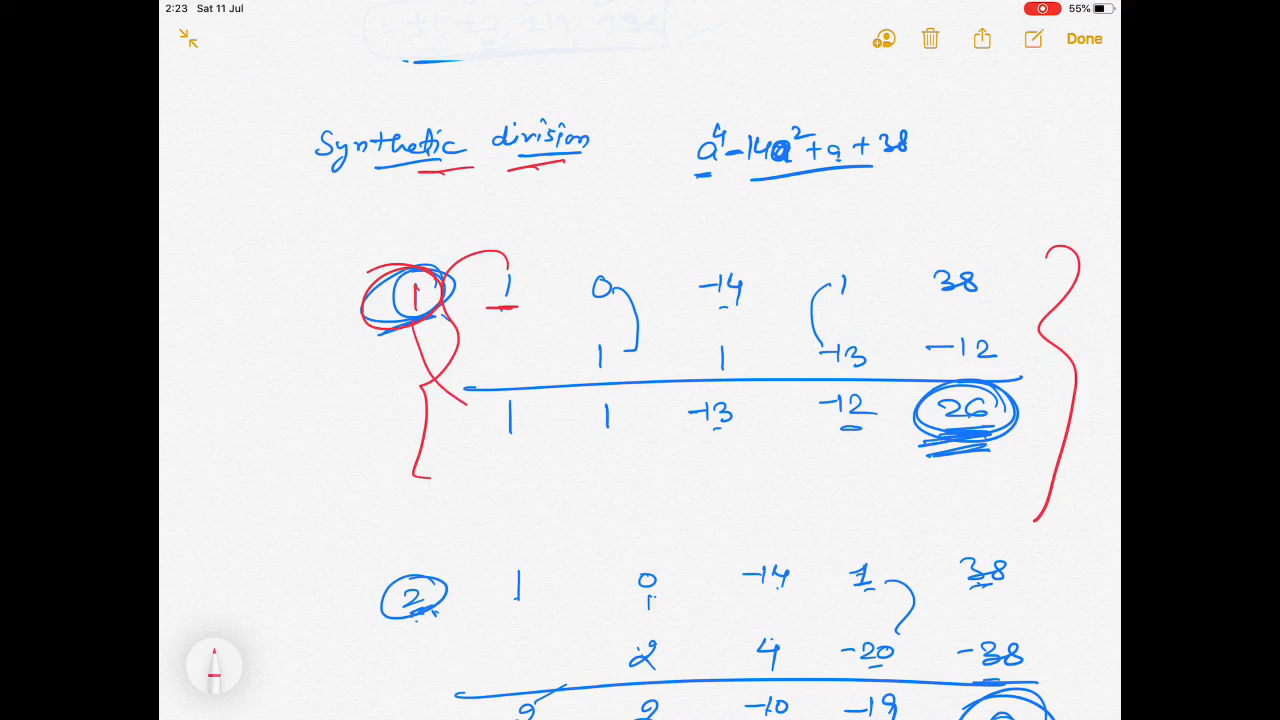 2:23 Sat 11 Jul 55%
Done
Synthetic division a⁴-14a²+a+38
1 1 0 -14 1 38
1 1 -13 -12
1 1 -13 -12 26
2 1 0 -14 1 38
2 4 -20 -38
2 -10 -19